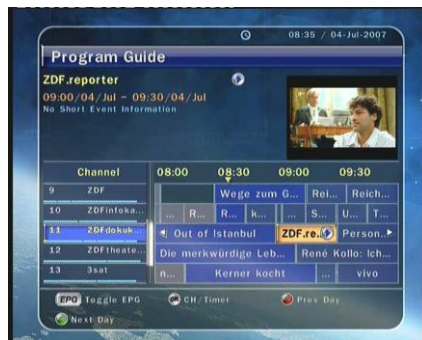 08:35 / 04-Jul-2007
Program Guide
ZDF.reporter
09:00/04/Jul ~ 09:30/04/Jul
No Short Event Information
Channel 08:00 08:30 09:00 09:30
9 ZDF Wege zum G... Rei... Reich...
10 ZDFinfoka... ... R... R... k... ... S... U... T...
11 ZDFdokuk... Out of Istanbul ZDF.re... Person...
12 ZDFtheate... Die merkwürdige Leb... René Kollo: Ich...
13 3sat n... Kerner kocht ... vivo
EPG Toggle EPG OK CH/Timer Prev Day
Next Day